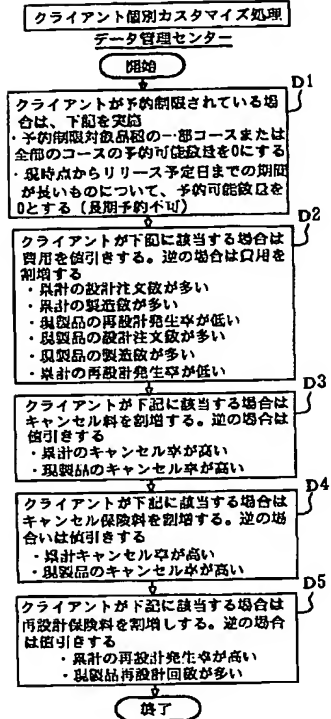 クライアント個別カスタマイズ処理
データ管理センター
開始
D1
クライアントが予約制限されている場
合は、下記を実施
・予約制限対象品種の一部コースまたは
全部のコースの予約可能数量を0にする
・現時点からリリース予定日までの期間
が長いものについて、予約可能数量を
0とする(長期予約不可)
D2
クライアントが下記に該当する場合は
費用を値引きする。逆の場合は費用を
割増する
・累計の設計注文数が多い
・累計の製造数が多い
・現製品の再設計発生率が低い
・現製品の設計注文数が多い
・現製品の製造数が多い
・累計の再設計発生率が低い
D3
クライアントが下記に該当する場合は
キャンセル料を割増する。逆の場合は
値引きする
・累計のキャンセル率が高い
・現製品のキャンセル率が高い
D4
クライアントが下記に該当する場合は
キャンセル保険料を割増する。逆の場
合いは値引きする
・累計キャンセル率が高い
・現製品のキャンセル率が高い
D5
クライアントが下記に該当する場合は
再設計保険料を割増しする。逆の場合
は値引きする
・累計の再設計発生率が高い
・現製品再設計回数が多い
終了